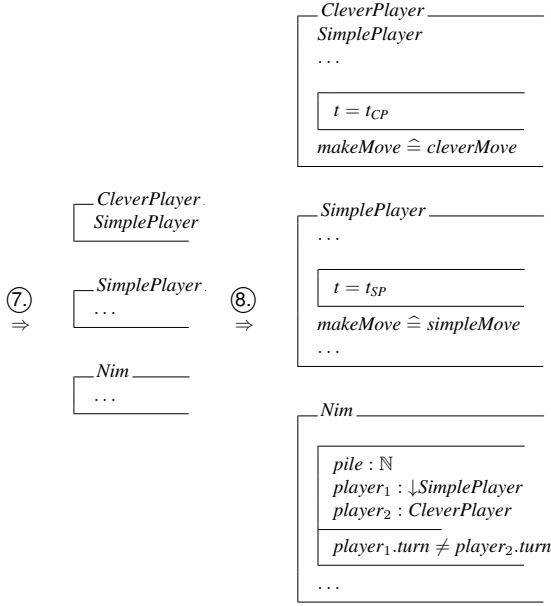 ⑦.
⇒
CleverPlayer
SimplePlayer
SimplePlayer
...
Nim
...
⑧.
⇒
CleverPlayer
SimplePlayer
...
t = t_CP
makeMove ≙ cleverMove
SimplePlayer
...
t = t_SP
makeMove ≙ simpleMove
...
Nim
pile : ℕ
player₁ : ↓SimplePlayer
player₂ : CleverPlayer
player₁.turn ≠ player₂.turn
...